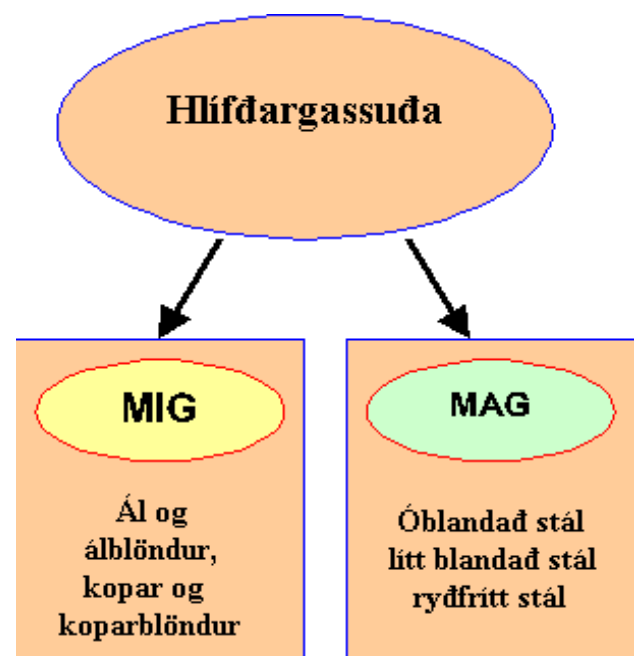 Hlífðargassuða
MIG
Ál og
álblöndur,
kopar og
koparblöndur
MAG
Óblandað stál
lítt blandað stál
ryðfrítt stál